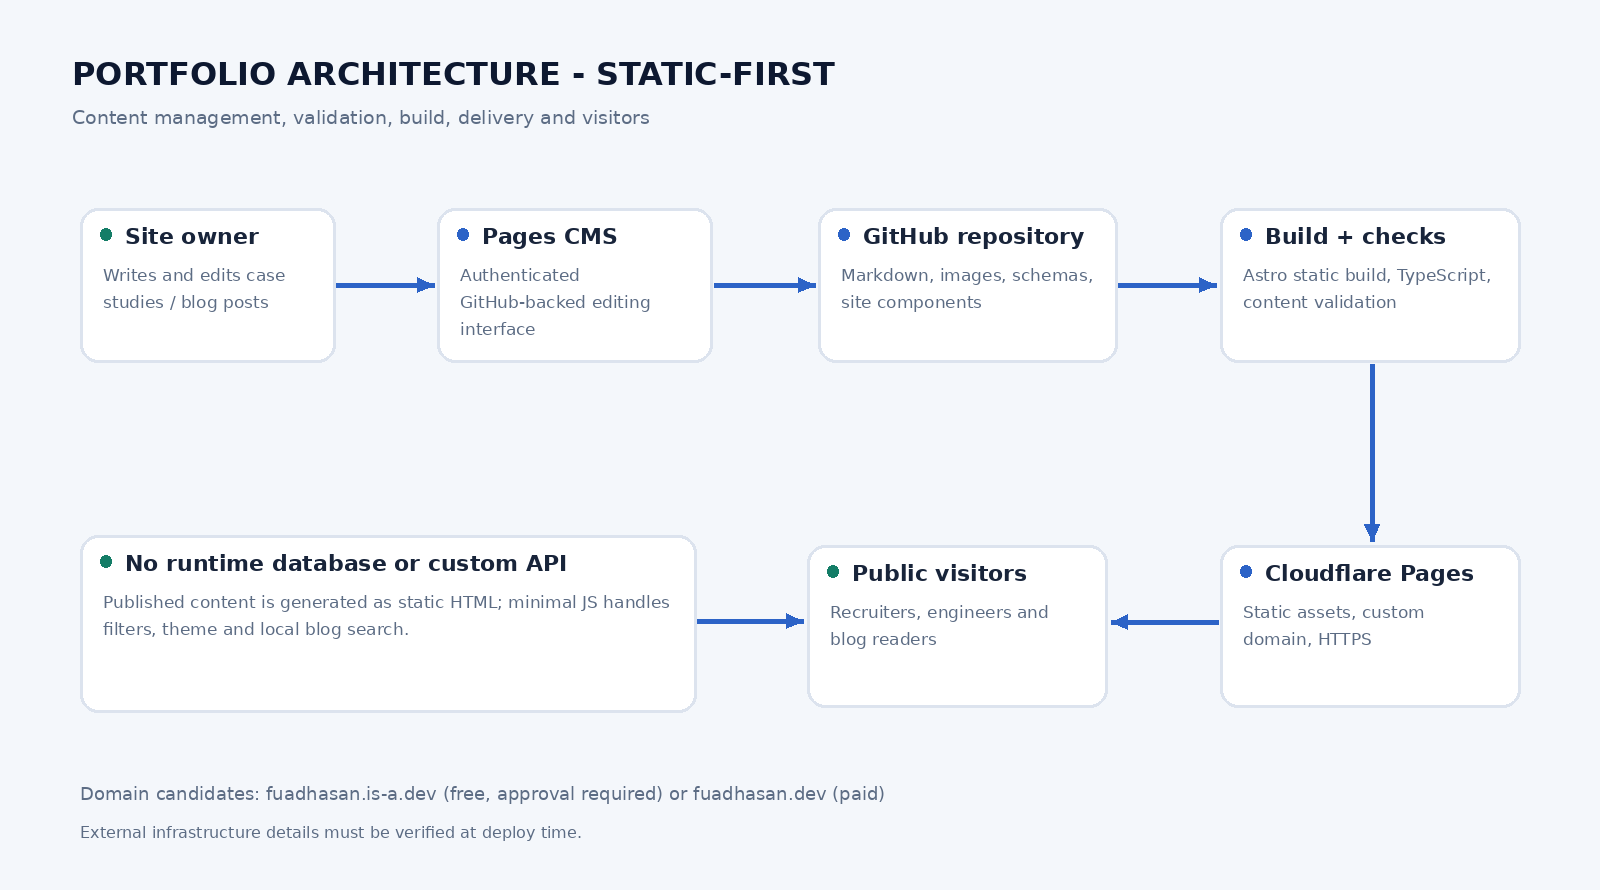 PORTFOLIO ARCHITECTURE - STATIC-FIRST
Content management, validation, build, delivery and visitors
Site owner
Writes and edits case
studies / blog posts
Pages CMS
Authenticated
GitHub-backed editing
interface
GitHub repository
Markdown, images, schemas,
site components
Build + checks
Astro static build, TypeScript,
content validation
No runtime database or custom API
Published content is generated as static HTML; minimal JS handles
filters, theme and local blog search.
Public visitors
Recruiters, engineers and
blog readers
Cloudflare Pages
Static assets, custom
domain, HTTPS
Domain candidates: fuadhasan.is-a.dev (free, approval required) or fuadhasan.dev (paid)
External infrastructure details must be verified at deploy time.